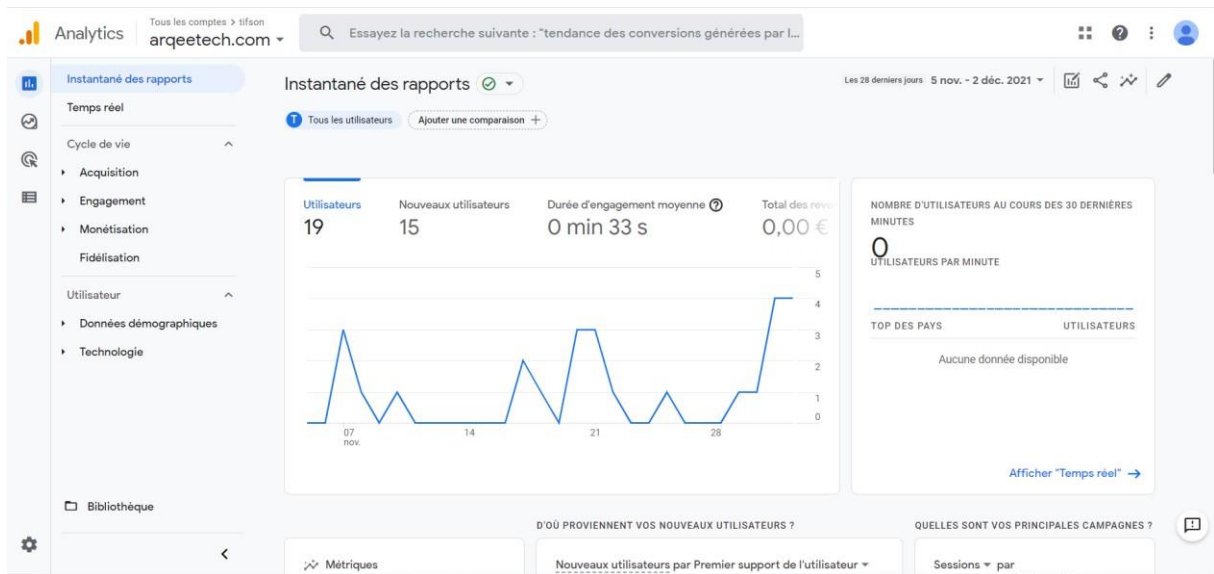 Analytics
Tous les comptes > tifson
arqeetech.com
Essayez la recherche suivante : "tendance des conversions générées par l...
Instantané des rapports
Temps réel
Cycle de vie
Acquisition
Engagement
Monétisation
Fidélisation
Utilisateur
Données démographiques
Technologie
Bibliothèque
Instantané des rapports
Les 28 derniers jours 5 nov. - 2 déc. 2021
T Tous les utilisateurs
Ajouter une comparaison +
Utilisateurs
19
Nouveaux utilisateurs
15
Durée d'engagement moyenne
0 min 33 s
Total des reve
0,00 €
5
4
3
2
1
0
07
nov.
14
21
28
NOMBRE D'UTILISATEURS AU COURS DES 30 DERNIÈRES
MINUTES
0
UTILISATEURS PAR MINUTE
TOP DES PAYS UTILISATEURS
Aucune donnée disponible
Afficher "Temps réel" →
D'OÙ PROVIENNENT VOS NOUVEAUX UTILISATEURS ?
QUELLES SONT VOS PRINCIPALES CAMPAGNES ?
Métriques
Nouveaux utilisateurs par Premier support de l'utilisateur
Sessions par